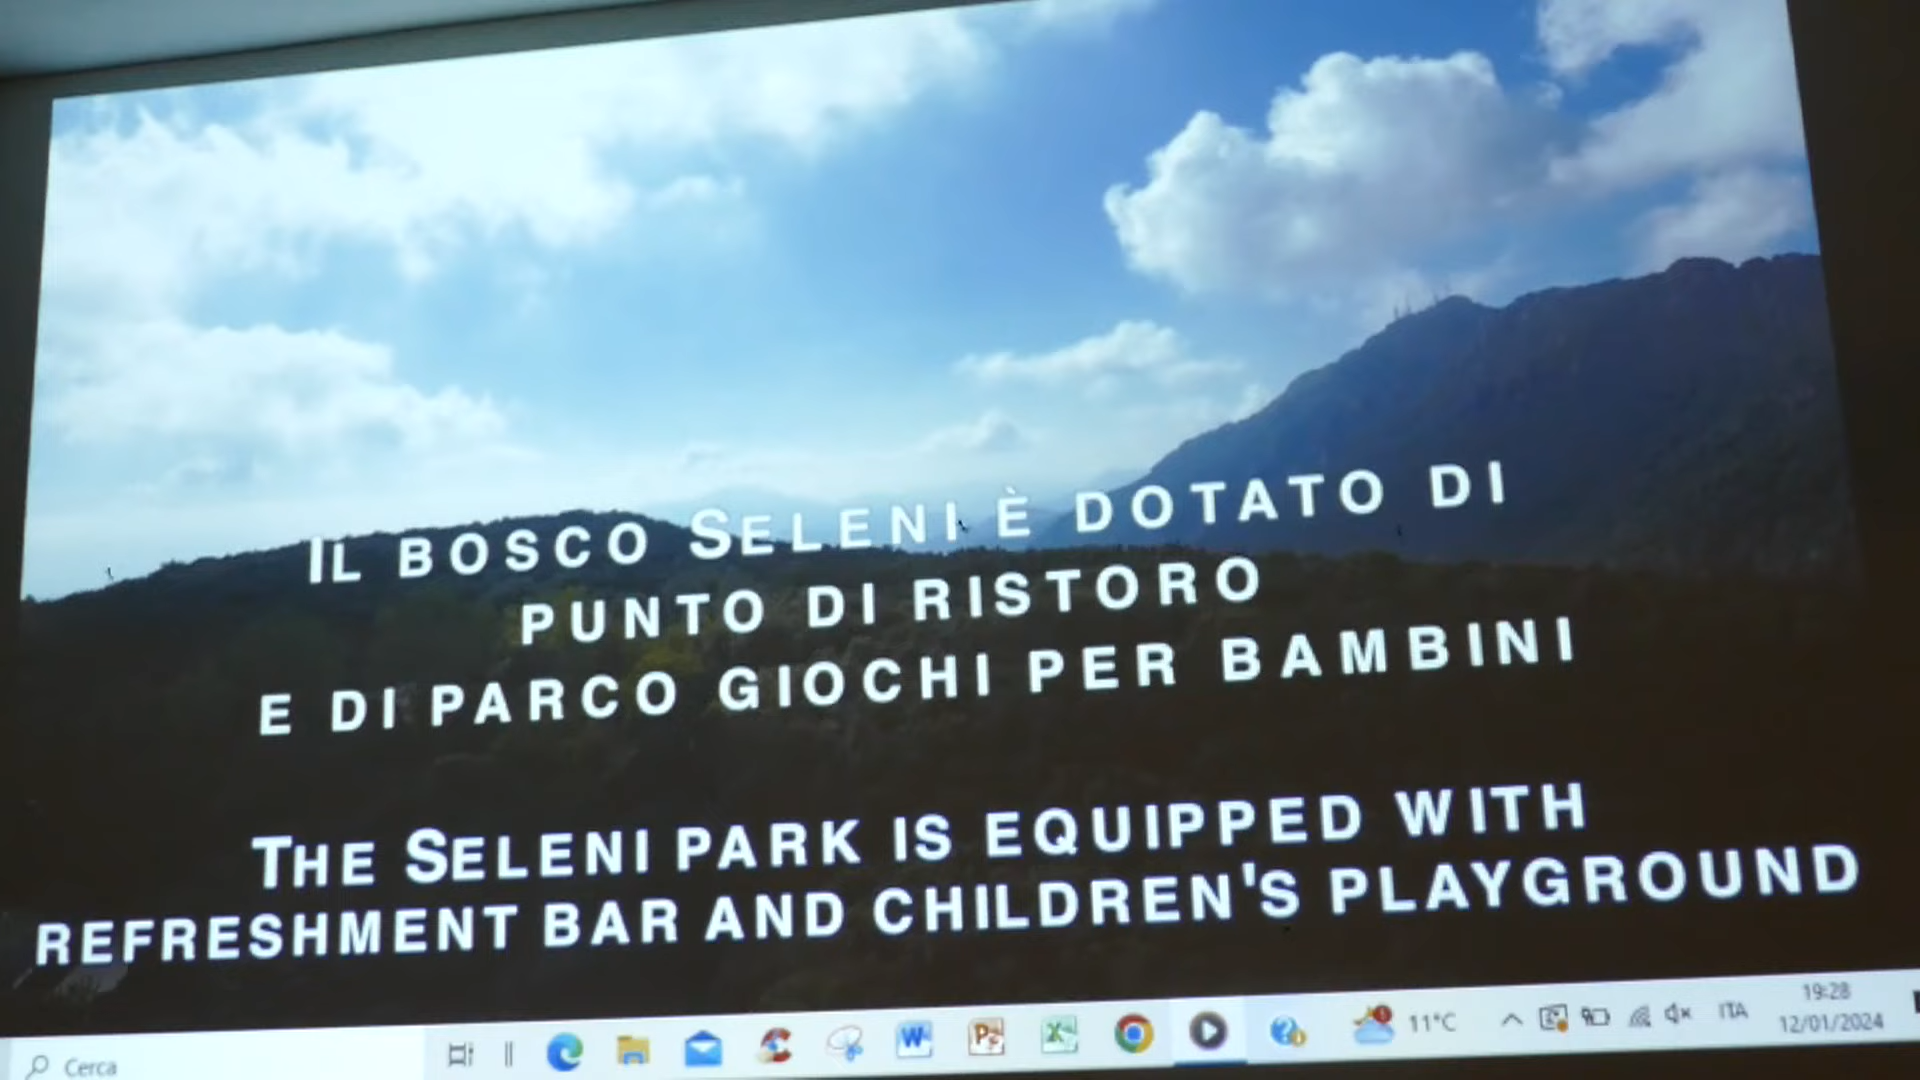 Il bosco Seleni è dotato di
punto di ristoro
e di parco giochi per bambini
The Seleni park is equipped with
refreshment bar and children's playground
Cerca
11°C
ITA
19:28
12/01/2024